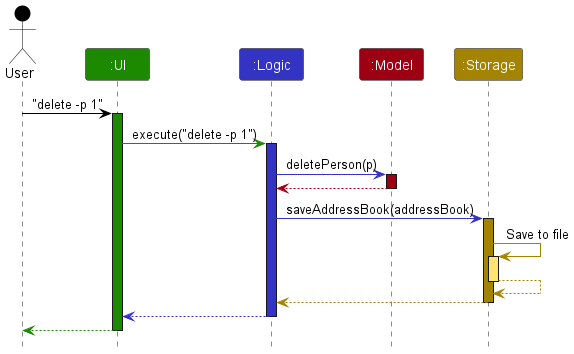 User
:UI
:Logic
:Model
:Storage
"delete -p 1"
execute("delete -p 1")
deletePerson(p)
saveAddressBook(addressBook)
Save to file